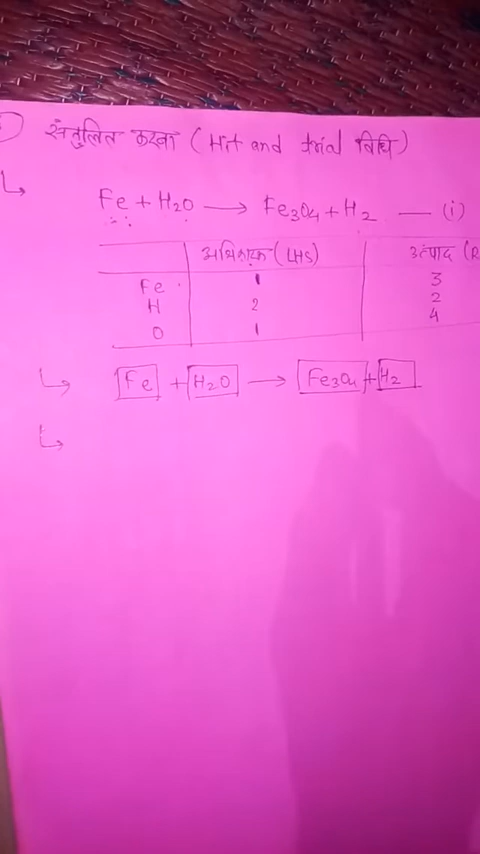 संतुलित करना (Hit and trial विधि)
Fe + H₂O → Fe₃O₄ + H₂ — (i)
अभिकारक (LHS) उत्पाद (R
Fe 1 3
H 2 2
O 1 4
Fe + H₂O → Fe₃O₄ + H₂